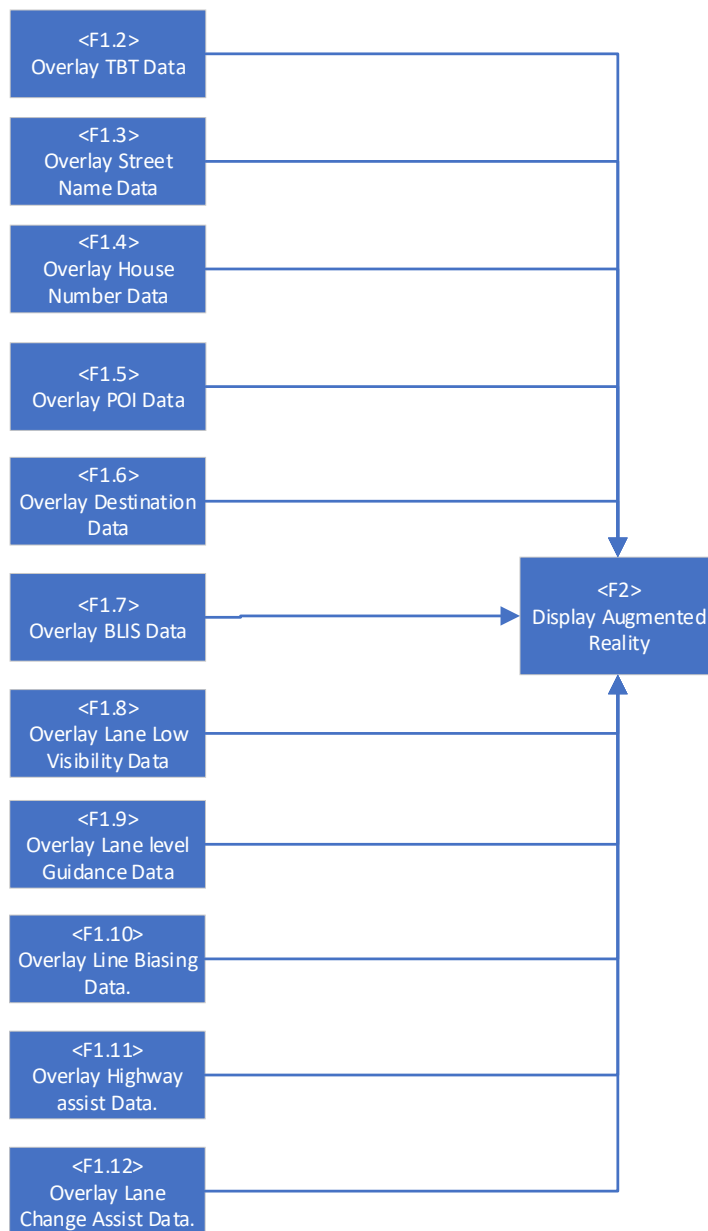 <F1.2>
Overlay TBT Data
<F1.3>
Overlay Street
Name Data
<F1.4>
Overlay House
Number Data
<F1.5>
Overlay POI Data
<F1.6>
Overlay Destination
Data
<F1.7>
Overlay BLIS Data
<F2>
Display Augmented
Reality
<F1.8>
Overlay Lane Low
Visibility Data
<F1.9>
Overlay Lane level
Guidance Data
<F1.10>
Overlay Line Biasing
Data.
<F1.11>
Overlay Highway
assist Data.
<F1.12>
Overlay Lane
Change Assist Data.